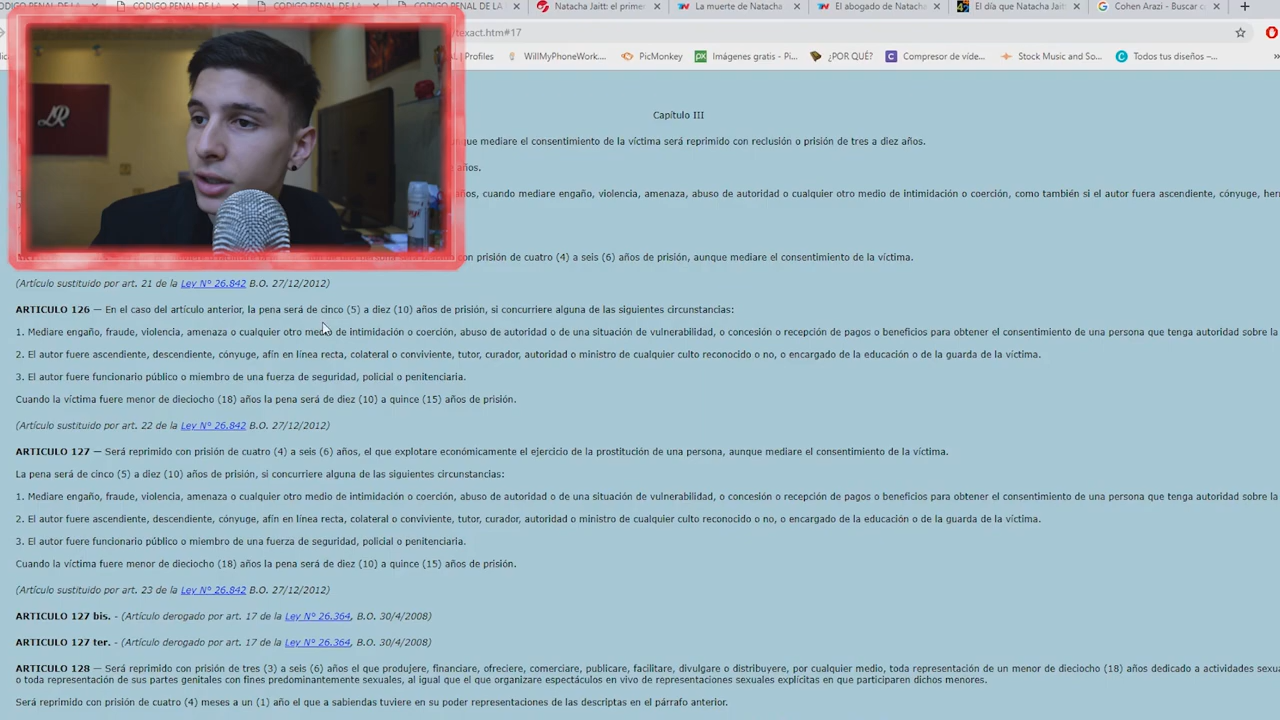 CODIGO PENAL DE LA
CODIGO PENAL DE LA
CODIGO PENAL DE LA
CODIGO PENAL DE LA
Natacha Jaitt: el primer
La muerte de Natacha
El abogado de Natacha
El día que Natacha Jait
Cohen Arazi - Buscar c
texact.htm#17
| Profiles
WillMyPhoneWork....
PicMonkey
Imágenes gratis - Pi...
¿POR QUÉ?
Compresor de víde...
Stock Music and So...
Todos tus diseños –...
LR
Capítulo III
que mediare el consentimiento de la víctima será reprimido con reclusión o prisión de tres a diez años.
años.
años, cuando mediare engaño, violencia, amenaza, abuso de autoridad o cualquier otro medio de intimidación o coerción, como también si el autor fuera ascendiente, cónyuge, her
con prisión de cuatro (4) a seis (6) años de prisión, aunque mediare el consentimiento de la víctima.
(Artículo sustituido por art. 21 de la Ley N° 26.842 B.O. 27/12/2012)
ARTICULO 126 — En el caso del artículo anterior, la pena será de cinco (5) a diez (10) años de prisión, si concurriere alguna de las siguientes circunstancias:
1. Mediare engaño, fraude, violencia, amenaza o cualquier otro medio de intimidación o coerción, abuso de autoridad o de una situación de vulnerabilidad, o concesión o recepción de pagos o beneficios para obtener el consentimiento de una persona que tenga autoridad sobre la
2. El autor fuere ascendiente, descendiente, cónyuge, afín en línea recta, colateral o conviviente, tutor, curador, autoridad o ministro de cualquier culto reconocido o no, o encargado de la educación o de la guarda de la víctima.
3. El autor fuere funcionario público o miembro de una fuerza de seguridad, policial o penitenciaria.
Cuando la víctima fuere menor de dieciocho (18) años la pena será de diez (10) a quince (15) años de prisión.
(Artículo sustituido por art. 22 de la Ley N° 26.842 B.O. 27/12/2012)
ARTICULO 127 — Será reprimido con prisión de cuatro (4) a seis (6) años, el que explotare económicamente el ejercicio de la prostitución de una persona, aunque mediare el consentimiento de la víctima.
La pena será de cinco (5) a diez (10) años de prisión, si concurriere alguna de las siguientes circunstancias:
1. Mediare engaño, fraude, violencia, amenaza o cualquier otro medio de intimidación o coerción, abuso de autoridad o de una situación de vulnerabilidad, o concesión o recepción de pagos o beneficios para obtener el consentimiento de una persona que tenga autoridad sobre la
2. El autor fuere ascendiente, descendiente, cónyuge, afín en línea recta, colateral o conviviente, tutor, curador, autoridad o ministro de cualquier culto reconocido o no, o encargado de la educación o de la guarda de la víctima.
3. El autor fuere funcionario público o miembro de una fuerza de seguridad, policial o penitenciaria.
Cuando la víctima fuere menor de dieciocho (18) años la pena será de diez (10) a quince (15) años de prisión.
(Artículo sustituido por art. 23 de la Ley N° 26.842 B.O. 27/12/2012)
ARTICULO 127 bis. - (Artículo derogado por art. 17 de la Ley N° 26.364, B.O. 30/4/2008)
ARTICULO 127 ter. - (Artículo derogado por art. 17 de la Ley N° 26.364, B.O. 30/4/2008)
ARTICULO 128 — Será reprimido con prisión de tres (3) a seis (6) años el que produjere, financiare, ofreciere, comerciare, publicare, facilitare, divulgare o distribuyere, por cualquier medio, toda representación de un menor de dieciocho (18) años dedicado a actividades sexua
o toda representación de sus partes genitales con fines predominantemente sexuales, al igual que el que organizare espectáculos en vivo de representaciones sexuales explícitas en que participaren dichos menores.
Será reprimido con prisión de cuatro (4) meses a un (1) año el que a sabiendas tuviere en su poder representaciones de las descriptas en el párrafo anterior.